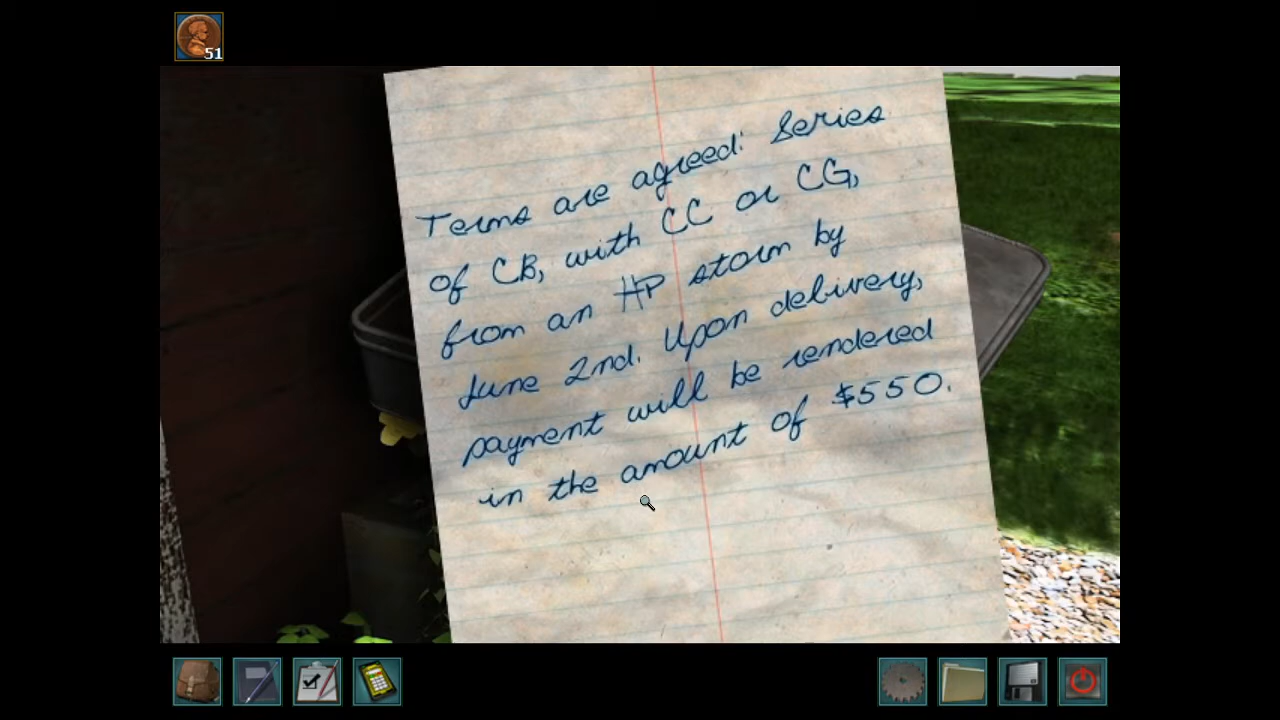 51
Terms are agreed: Series
of CB, with CC or CG,
from an HP storm by
June 2nd. Upon delivery,
payment will be rendered
in the amount of $550.